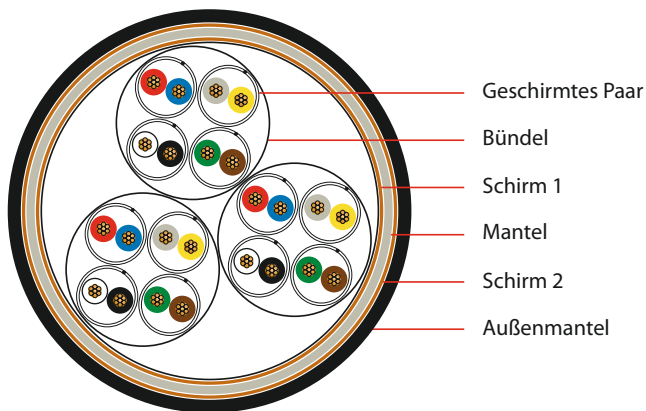 Geschirmtes Paar
Bündel
Schirm 1
Mantel
Schirm 2
Außenmantel